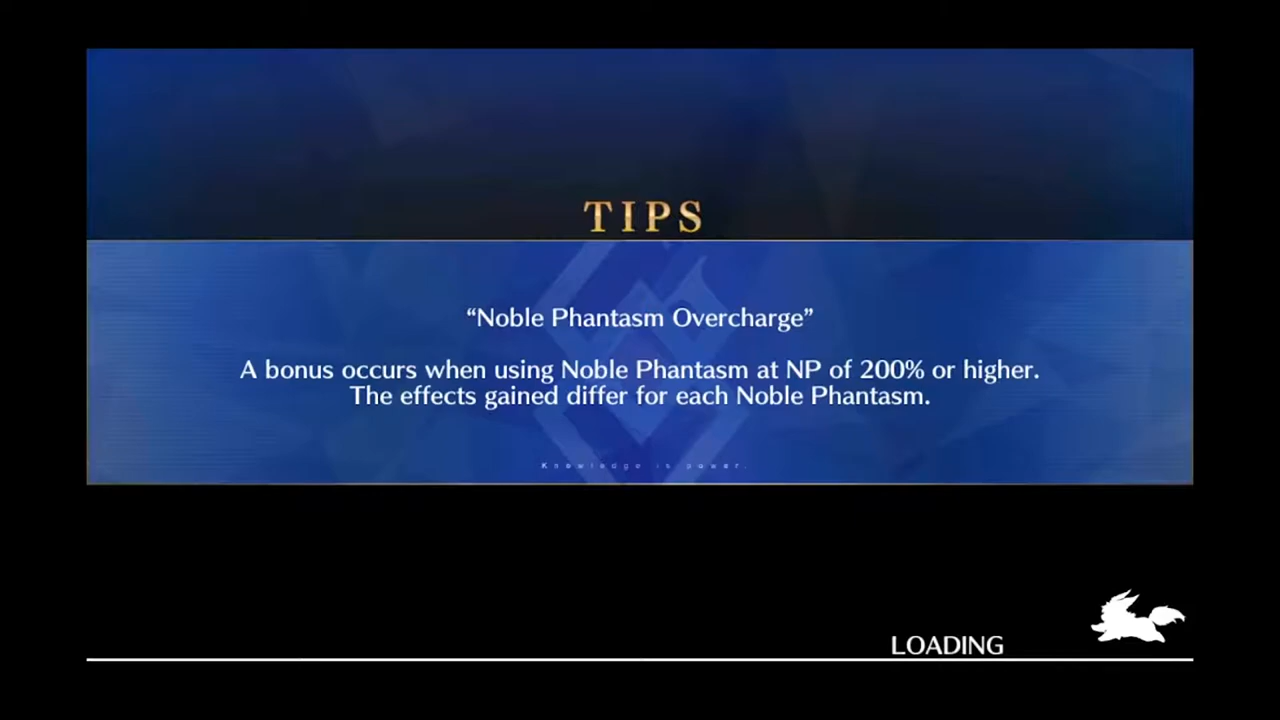 TIPS
“Noble Phantasm Overcharge”
A bonus occurs when using Noble Phantasm at NP of 200% or higher.
The effects gained differ for each Noble Phantasm.
Knowledge is power.
LOADING